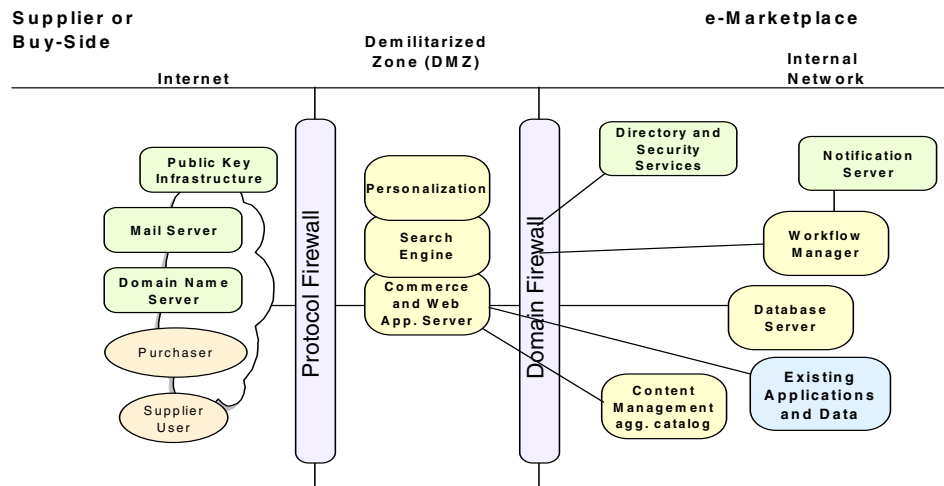 Supplier or
Buy-Side
e-Marketplace
Demilitarized
Zone (DMZ)
Internet
Internal
Network
Public Key
Infrastructure
Mail Server
Domain Name
Server
Purchaser
Supplier
User
Protocol Firewall
Personalization
Search
Engine
Commerce
and Web
App. Server
Domain Firewall
Directory and
Security
Services
Notification
Server
Workflow
Manager
Database
Server
Existing
Applications
and Data
Content
Management
agg. catalog